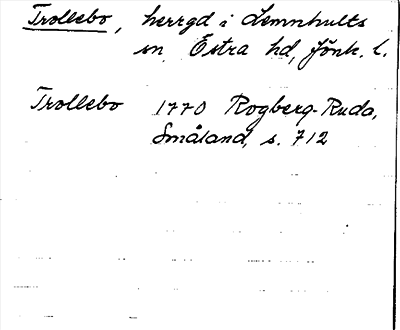 Trollebo, herrgd i Lemnhults
sn Östra hd, Jönk. l.
Trollebo 1770 Rogberg-Ruda,
Småland, s. 712